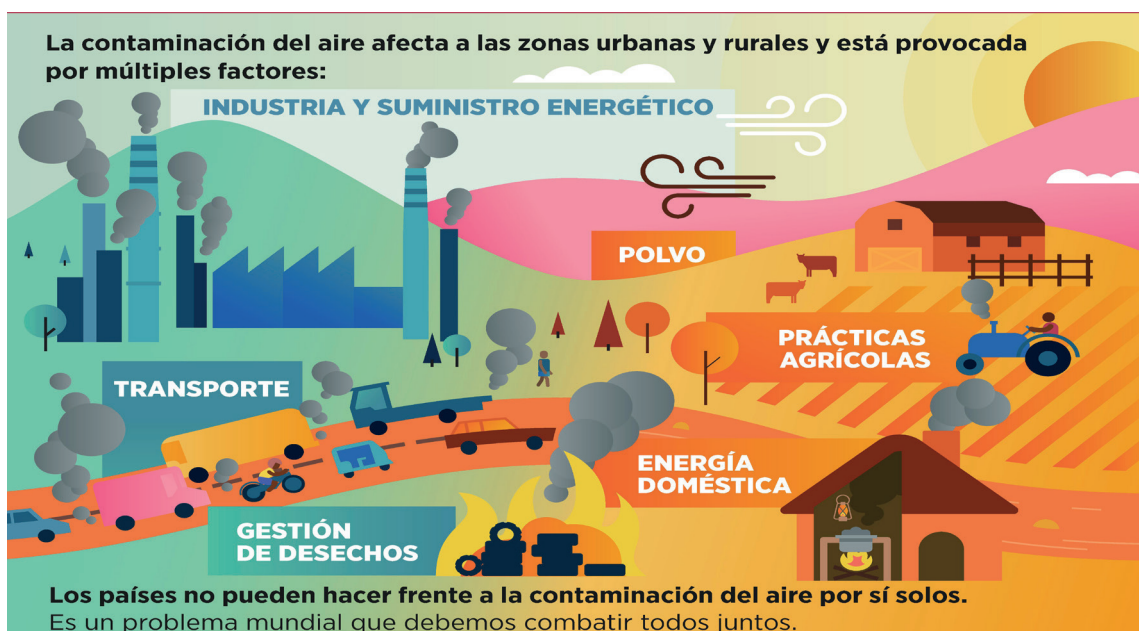 La contaminación del aire afecta a las zonas urbanas y rurales y está provocada
por múltiples factores:
INDUSTRIA Y SUMINISTRO ENERGÉTICO
POLVO
PRÁCTICAS
AGRÍCOLAS
TRANSPORTE
ENERGÍA
DOMÉSTICA
GESTIÓN
DE DESECHOS
Los países no pueden hacer frente a la contaminación del aire por sí solos.
Es un problema mundial que debemos combatir todos juntos.